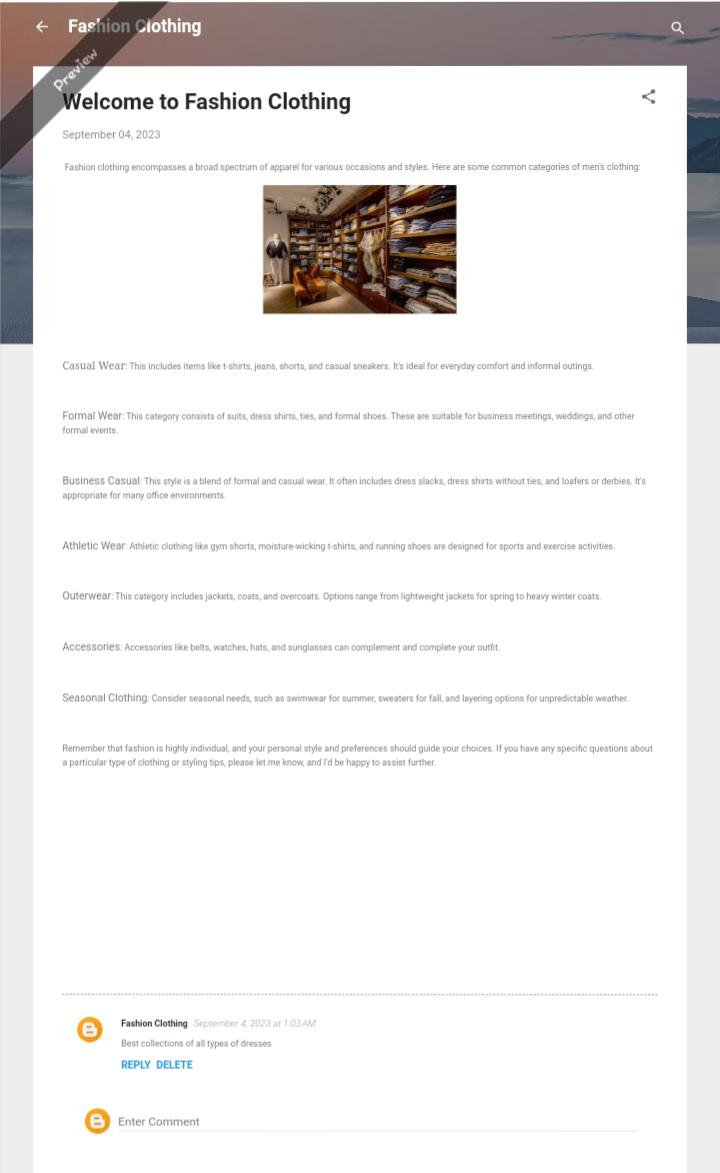 Fashion Clothing
Preview
Welcome to Fashion Clothing
September 04, 2023
Fashion clothing encompasses a broad spectrum of apparel for various occasions and styles. Here are some common categories of men's clothing:
Casual Wear: This includes items like t-shirts, jeans, shorts, and casual sneakers. It's ideal for everyday comfort and informal outings.
Formal Wear: This category consists of suits, dress shirts, ties, and formal shoes. These are suitable for business meetings, weddings, and other
formal events.
Business Casual: This style is a blend of formal and casual wear. It often includes dress slacks, dress shirts without ties, and loafers or derbies. It's
appropriate for many office environments.
Athletic Wear: Athletic clothing like gym shorts, moisture-wicking t-shirts, and running shoes are designed for sports and exercise activities.
Outerwear: This category includes jackets, coats, and overcoats. Options range from lightweight jackets for spring to heavy winter coats.
Accessories: Accessories like belts, watches, hats, and sunglasses can complement and complete your outfit.
Seasonal Clothing: Consider seasonal needs, such as swimwear for summer, sweaters for fall, and layering options for unpredictable weather.
Remember that fashion is highly individual, and your personal style and preferences should guide your choices. If you have any specific questions about
a particular type of clothing or styling tips, please let me know, and I'd be happy to assist further.
Fashion Clothing September 4, 2023 at 1:03 AM
Best collections of all types of dresses
REPLY DELETE
Enter Comment